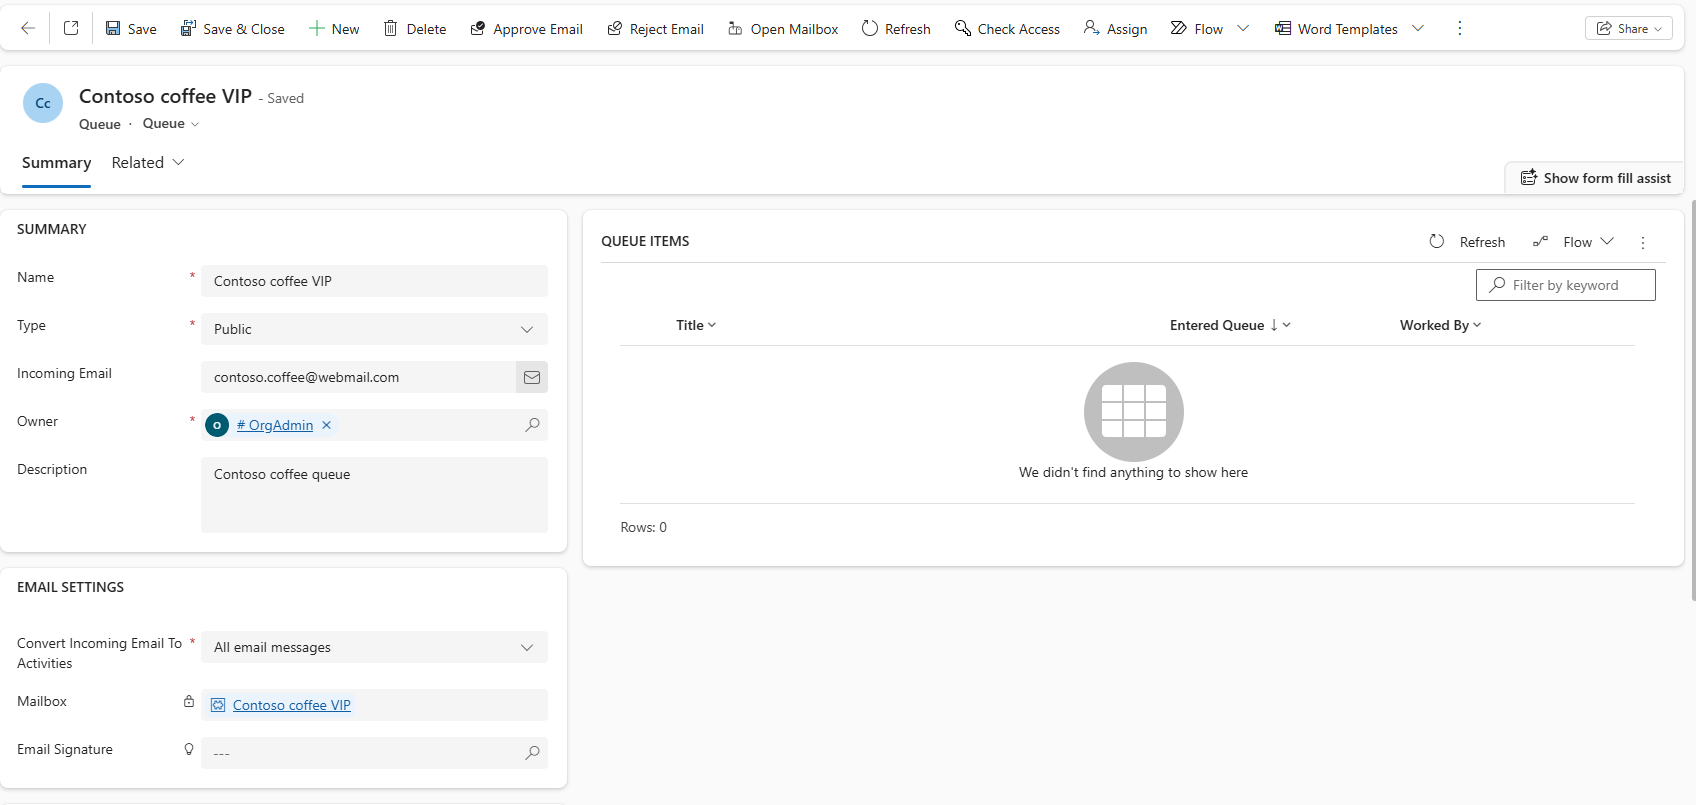 Save
Save & Close
New
Delete
Approve Email
Reject Email
Open Mailbox
Refresh
Check Access
Assign
Flow
Word Templates
Share
Cc
Contoso coffee VIP - Saved
Queue · Queue
Summary
Related
Show form fill assist
SUMMARY
Name *
Contoso coffee VIP
Type *
Public
Incoming Email
contoso.coffee@webmail.com
Owner *
O
# OrgAdmin
Description
Contoso coffee queue
EMAIL SETTINGS
Convert Incoming Email To *
Activities
All email messages
Mailbox
Contoso coffee VIP
Email Signature
---
QUEUE ITEMS
Refresh
Flow
Filter by keyword
Title
Entered Queue
Worked By
We didn't find anything to show here
Rows: 0